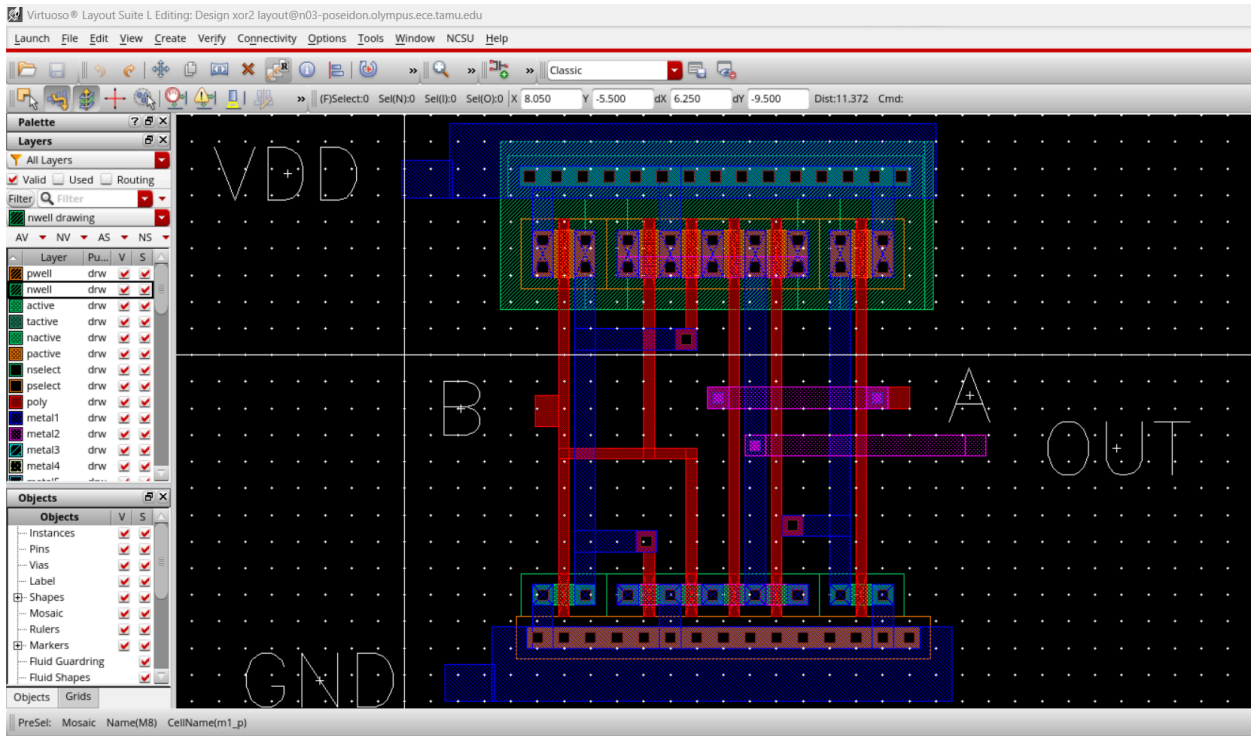 Virtuoso® Layout Suite L Editing: Design xor2 layout@n03-poseidon.olympus.ece.tamu.edu
Launch File Edit View Create Verify Connectivity Options Tools Window NCSU Help
R » » » Classic
» (F)Select:0 Sel(N):0 Sel(I):0 Sel(O):0 X 8.050 Y -5.500 dX 6.250 dY -9.500 Dist:11.372 Cmd:
Palette
Layers
All Layers
Valid Used Routing
Filter Filter
nwell drawing
AV NV AS NS
Layer Pu... V S
pwell drw
nwell drw
active drw
tactive drw
nactive drw
pactive drw
nselect drw
pselect drw
poly drw
metal1 drw
metal2 drw
metal3 drw
metal4 drw
Objects
Objects V S
Instances
Pins
Vias
Label
Shapes
Mosaic
Rulers
Markers
Fluid Guardring
Fluid Shapes
Objects Grids
VDD
B
A
OUT
GND
PreSel: Mosaic Name(M8) CellName(m1_p)